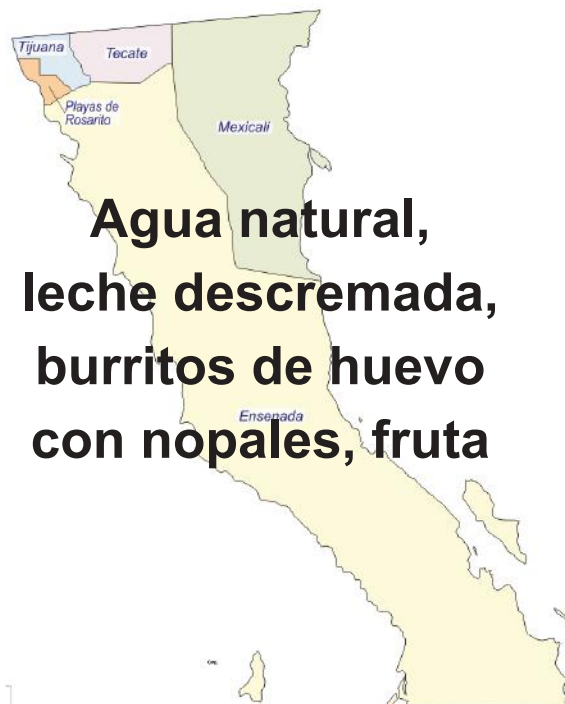 Tijuana
Tecate
Playas de
Rosarito
Mexicali
Agua natural,
leche descremada,
burritos de huevo
Ensenada
con nopales, fruta